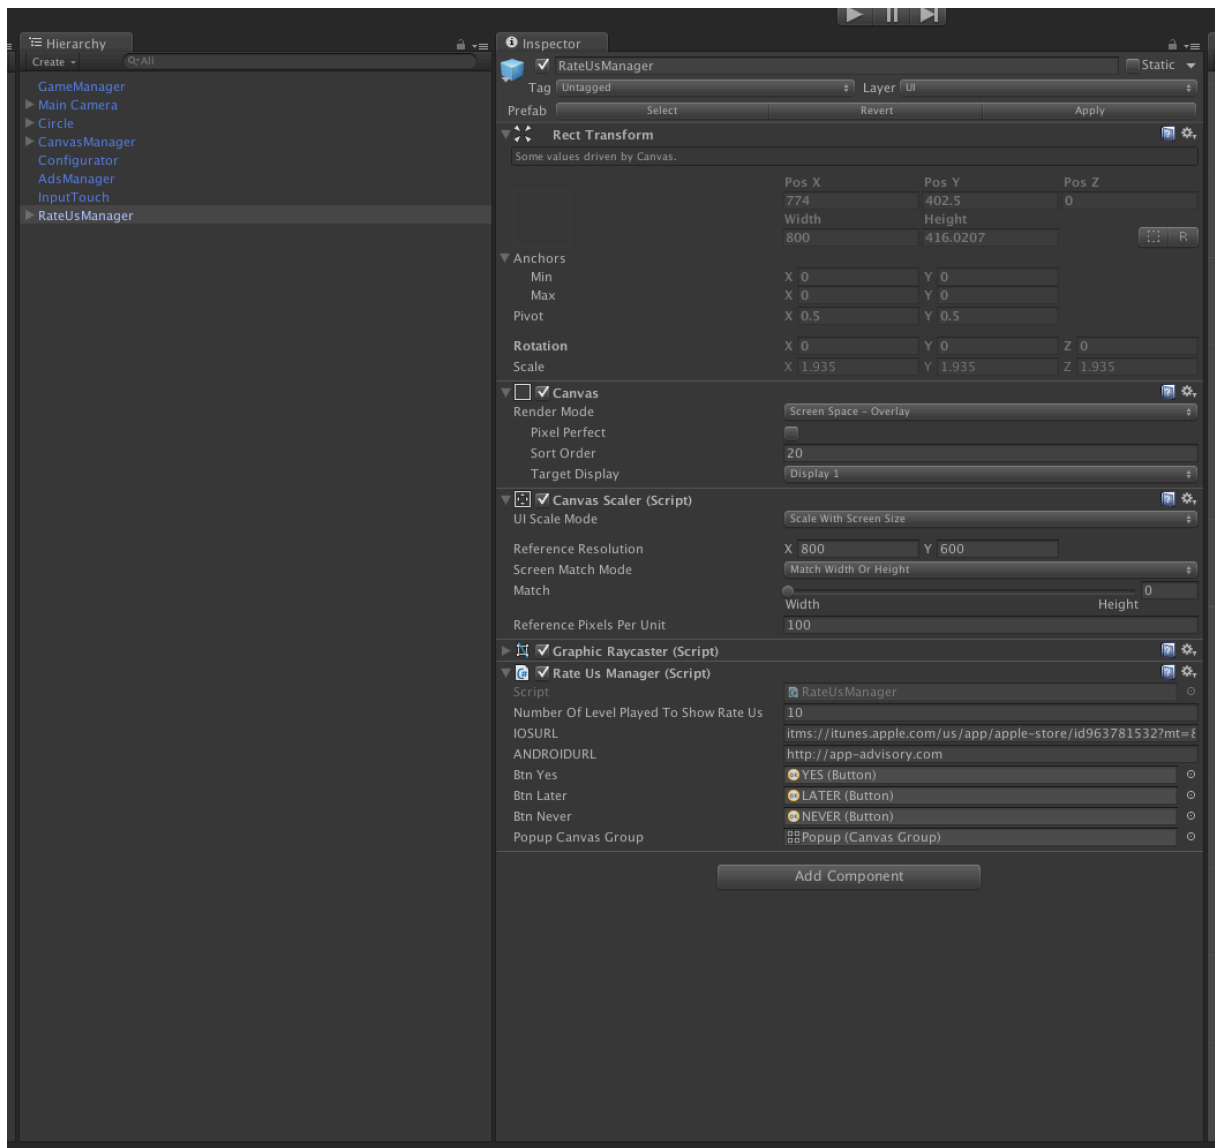 Hierarchy
Create
All
GameManager
Main Camera
Circle
CanvasManager
Configurator
AdsManager
InputTouch
RateUsManager
Inspector
RateUsManager Static
Tag Untagged Layer UI
Prefab Select Revert Apply
Rect Transform
Some values driven by Canvas.
Pos X Pos Y Pos Z
774 402.5 0
Width Height
800 416.0207
R
Anchors
Min X 0 Y 0
Max X 0 Y 0
Pivot X 0.5 Y 0.5
Rotation X 0 Y 0 Z 0
Scale X 1.935 Y 1.935 Z 1.935
Canvas
Render Mode Screen Space - Overlay
Pixel Perfect
Sort Order 20
Target Display Display 1
Canvas Scaler (Script)
UI Scale Mode Scale With Screen Size
Reference Resolution X 800 Y 600
Screen Match Mode Match Width Or Height
Match 0
Width Height
Reference Pixels Per Unit 100
Graphic Raycaster (Script)
Rate Us Manager (Script)
Script RateUsManager
Number Of Level Played To Show Rate Us 10
IOSURL itms://itunes.apple.com/us/app/apple-store/id963781532?mt=8
ANDROIDURL http://app-advisory.com
Btn Yes YES (Button)
Btn Later LATER (Button)
Btn Never NEVER (Button)
Popup Canvas Group Popup (Canvas Group)
Add Component